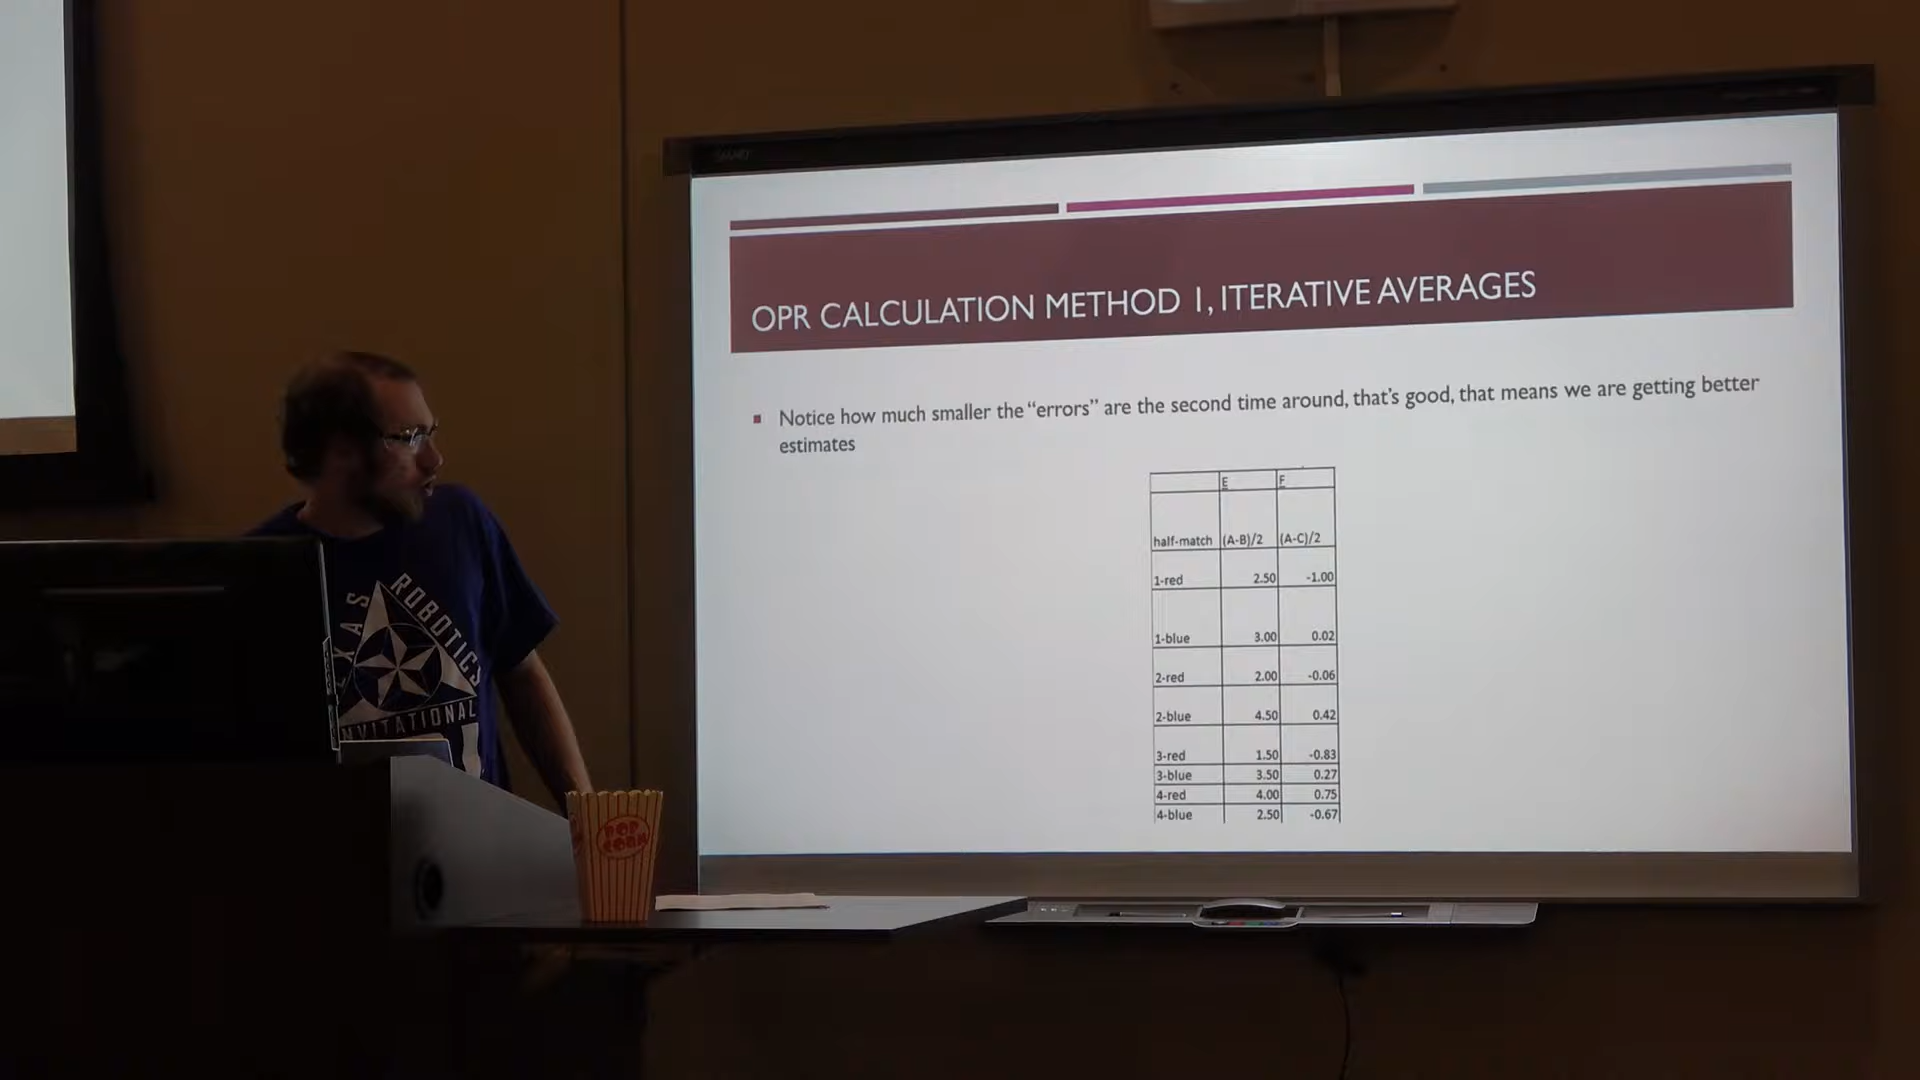 SMART
OPR CALCULATION METHOD 1, ITERATIVE AVERAGES
Notice how much smaller the “errors” are the second time around, that’s good, that means we are getting better
estimates
E F
half-match (A-B)/2 (A-C)/2
1-red 2.50 -1.00
1-blue 3.00 0.02
2-red 2.00 -0.06
2-blue 4.50 0.42
3-red 1.50 -0.83
3-blue 3.50 0.27
4-red 4.00 0.75
4-blue 2.50 -0.67
EXAS ROBOTICS
NVITATIONAL
POP
CORN